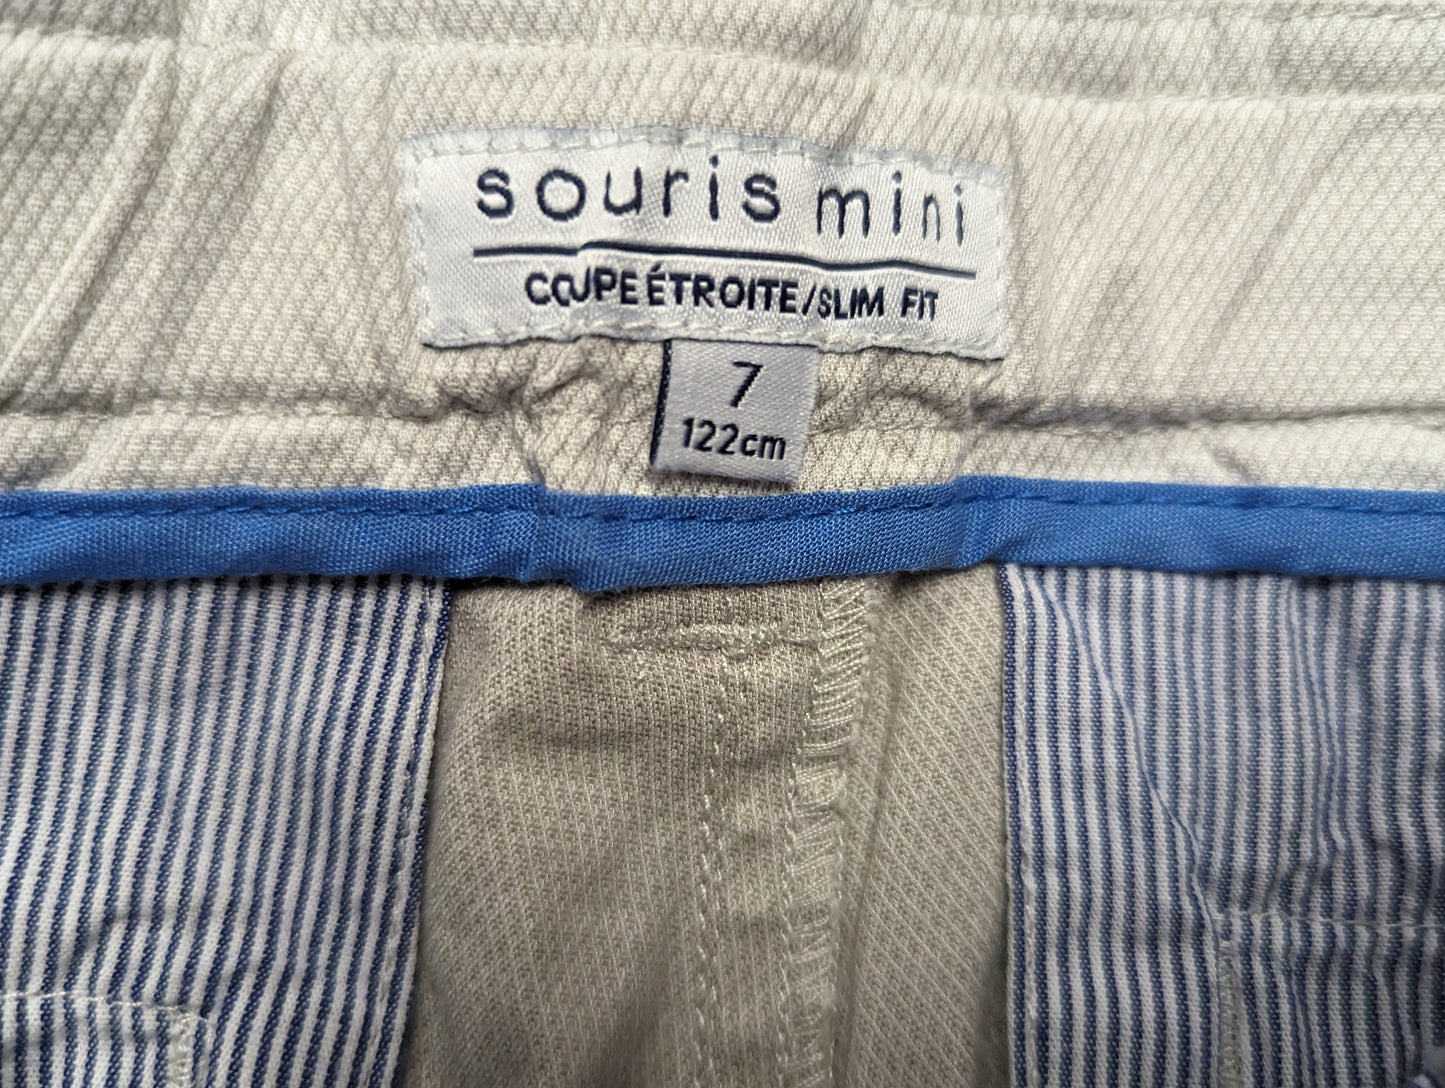 souris mini
COUPE ÉTROITE/SLIM FIT
7
122cm